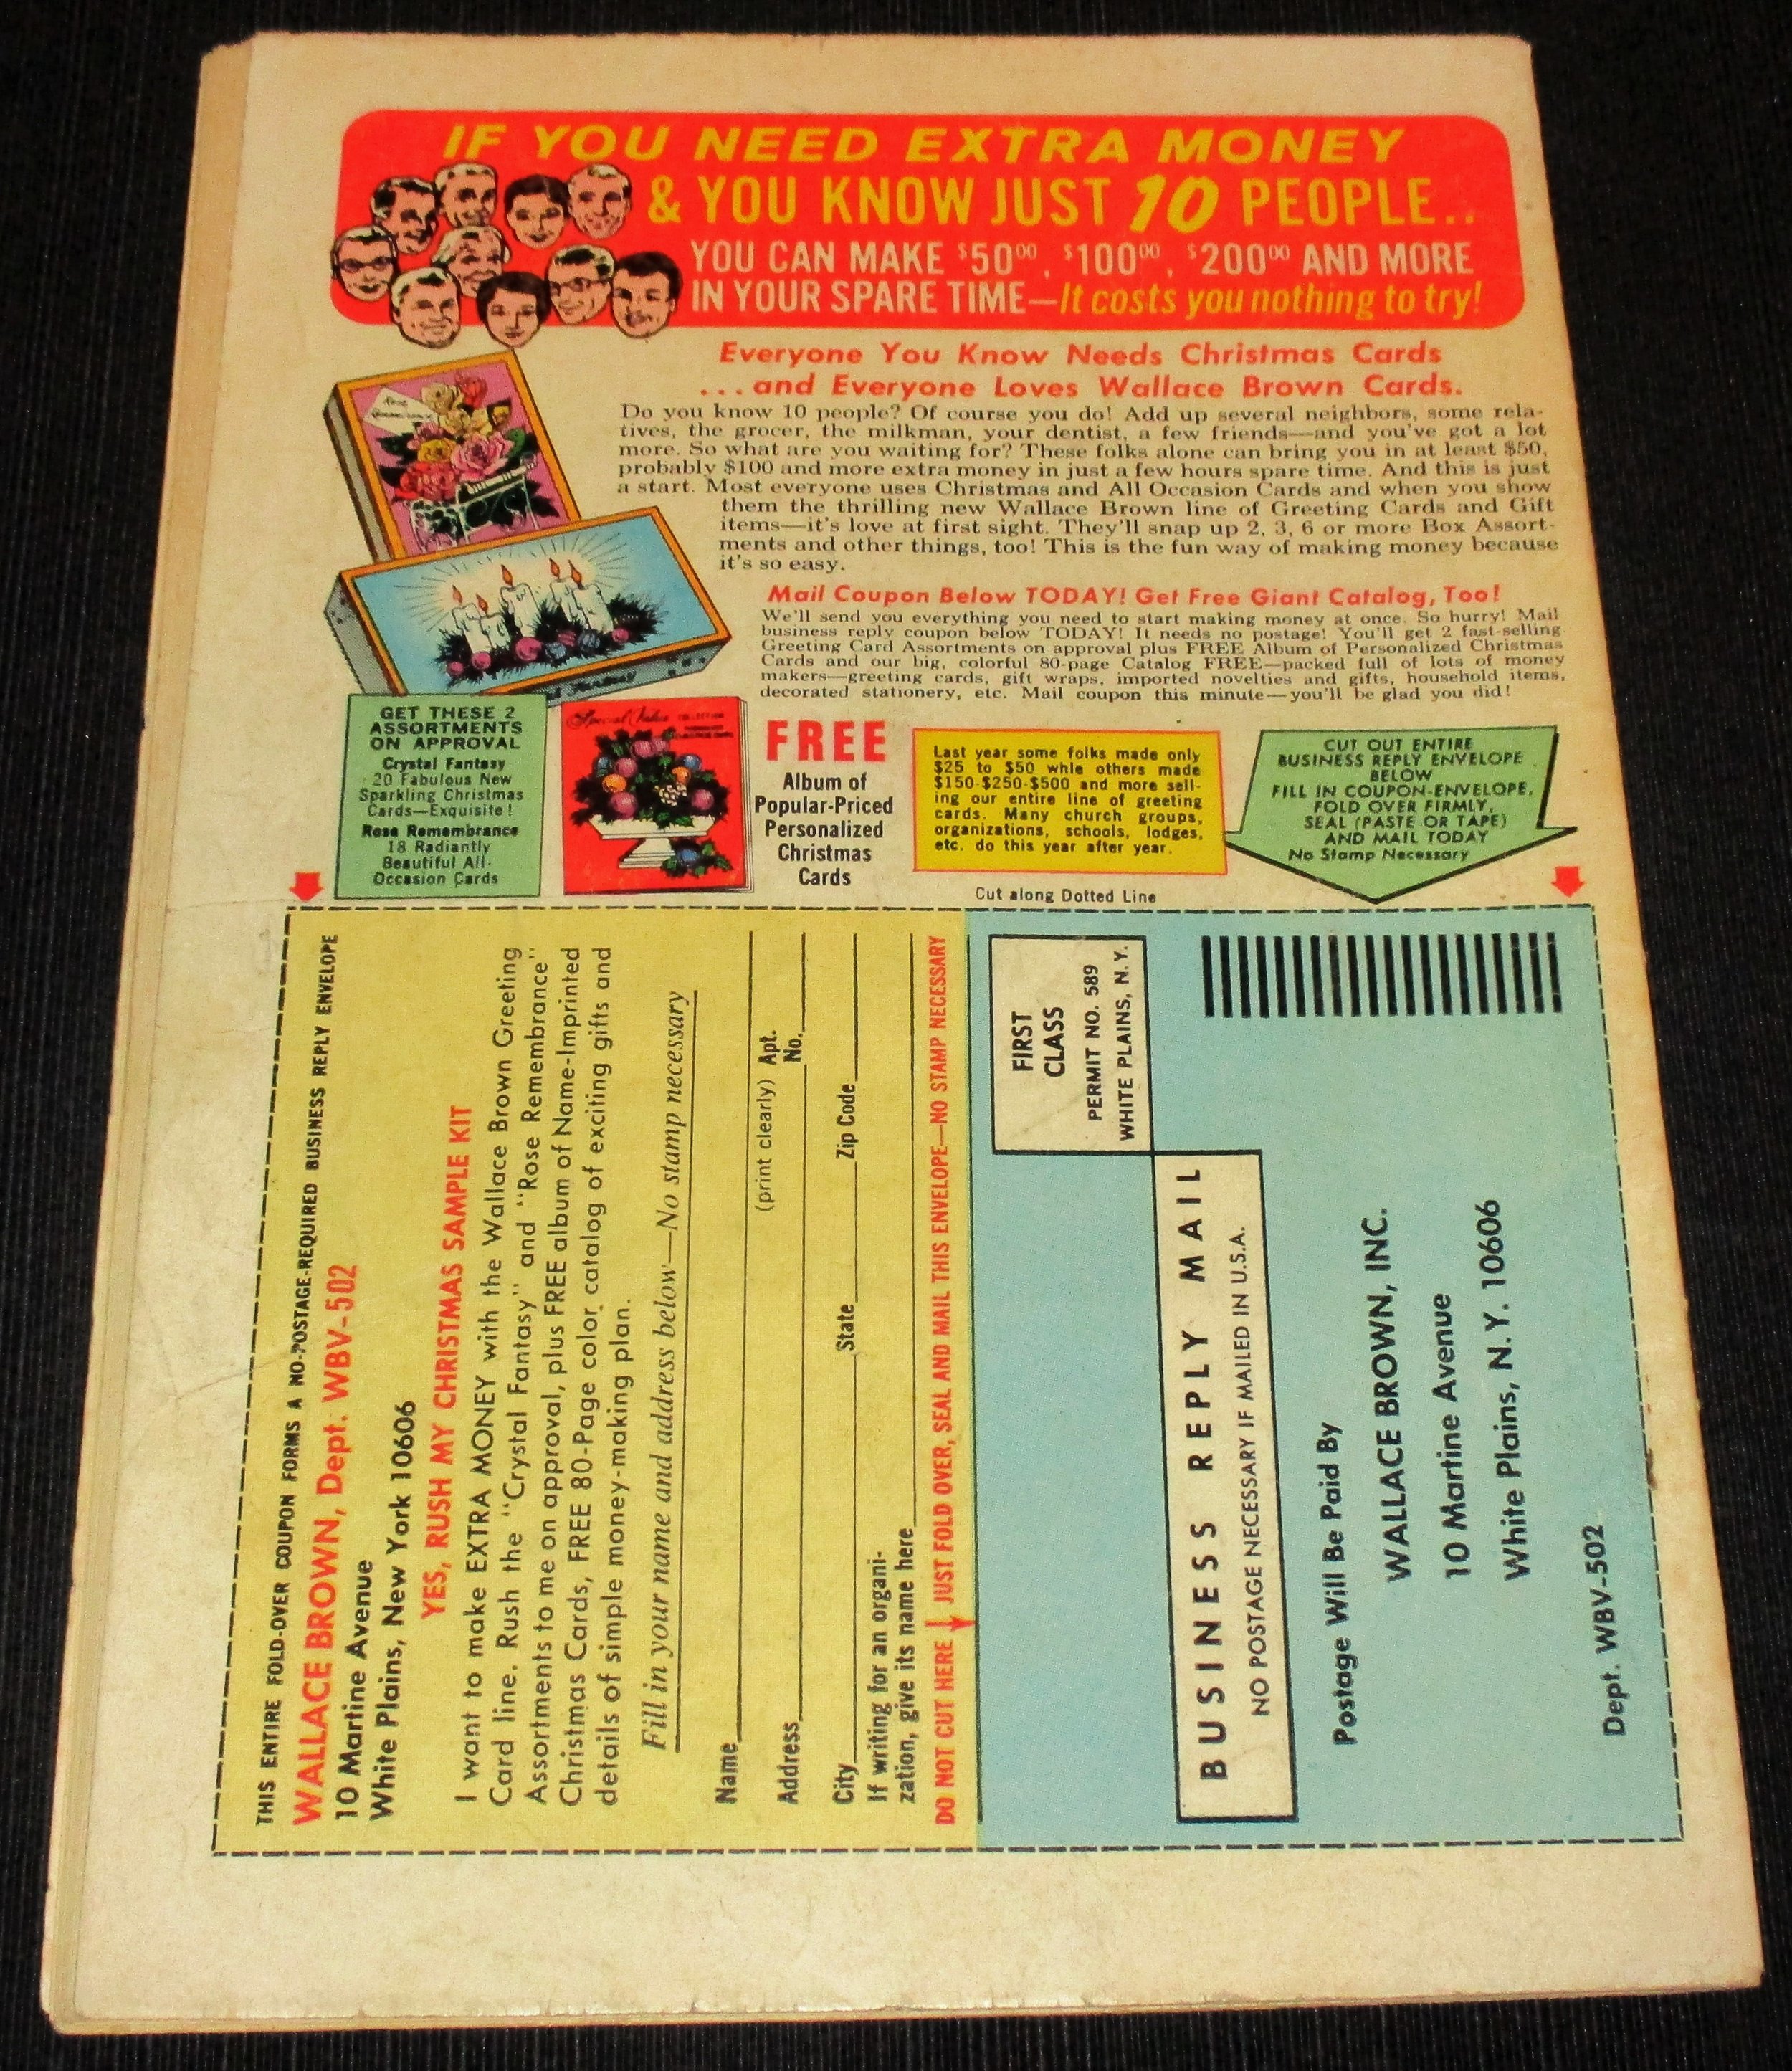 IF YOU NEED EXTRA MONEY
& YOU KNOW JUST 10 PEOPLE..
YOU CAN MAKE $50⁰⁰, $100⁰⁰, $200⁰⁰ AND MORE
IN YOUR SPARE TIME—It costs you nothing to try!
Everyone You Know Needs Christmas Cards
...and Everyone Loves Wallace Brown Cards.
Do you know 10 people? Of course you do! Add up several neighbors, some rela-
tives, the grocer, the milkman, your dentist, a few friends—and you've got a lot
more. So what are you waiting for? These folks alone can bring you in at least $50,
probably $100 and more extra money in just a few hours spare time. And this is just
a start. Most everyone uses Christmas and All Occasion Cards and when you show
them the thrilling new Wallace Brown line of Greeting Cards and Gift
items—it's love at first sight. They'll snap up 2, 3, 6 or more Box Assort-
ments and other things, too! This is the fun way of making money because
it's so easy.
Mail Coupon Below TODAY! Get Free Giant Catalog, Too!
We'll send you everything you need to start making money at once. So hurry! Mail
business reply coupon below TODAY! It needs no postage! You'll get 2 fast-selling
Greeting Card Assortments on approval plus FREE Album of Personalized Christmas
Cards and our big, colorful 80-page Catalog FREE—packed full of lots of money
makers—greeting cards, gift wraps, imported novelties and gifts, household items,
decorated stationery, etc. Mail coupon this minute—you'll be glad you did!
GET THESE 2
ASSORTMENTS
ON APPROVAL
Crystal Fantasy
20 Fabulous New
Sparkling Christmas
Cards—Exquisite!
Rose Remembrance
18 Radiantly
Beautiful All-
Occasion Cards
Special Value COLLECTION
FREE
Album of
Popular-Priced
Personalized
Christmas
Cards
Last year some folks made only
$25 to $50 whle others made
$150-$250-$500 and more sell-
ing our entire line of greeting
cards. Many church groups,
organizations, schools, lodges,
etc. do this year after year.
CUT OUT ENTIRE
BUSINESS REPLY ENVELOPE
BELOW
FILL IN COUPON-ENVELOPE,
FOLD OVER FIRMLY,
SEAL (PASTE OR TAPE)
AND MAIL TODAY
No Stamp Necessary
Cut along Dotted Line
THIS ENTIRE FOLD-OVER COUPON FORMS A NO-POSTAGE-REQUIRED BUSINESS REPLY ENVELOPE
WALLACE BROWN, Dept. WBV-502
10 Martine Avenue
White Plains, New York 10606
YES, RUSH MY CHRISTMAS SAMPLE KIT
I want to make EXTRA MONEY with the Wallace Brown Greeting
Card line. Rush the "Crystal Fantasy" and "Rose Remembrance"
Assortments to me on approval, plus FREE album of Name-Imprinted
Christmas Cards, FREE 80-Page color catalog of exciting gifts and
details of simple money-making plan.
Fill in your name and address below—No stamp necessary
Name
(print clearly)
Address Apt. No.
City State Zip Code
If writing for an organi-
zation, give its name here
DO NOT CUT HERE JUST FOLD OVER, SEAL AND MAIL THIS ENVELOPE—NO STAMP NECESSARY
FIRST
CLASS
PERMIT NO. 589
WHITE PLAINS, N.Y.
BUSINESS REPLY MAIL
NO POSTAGE NECESSARY IF MAILED IN U.S.A.
Postage Will Be Paid By
WALLACE BROWN, INC.
10 Martine Avenue
White Plains, N.Y. 10606
Dept. WBV-502